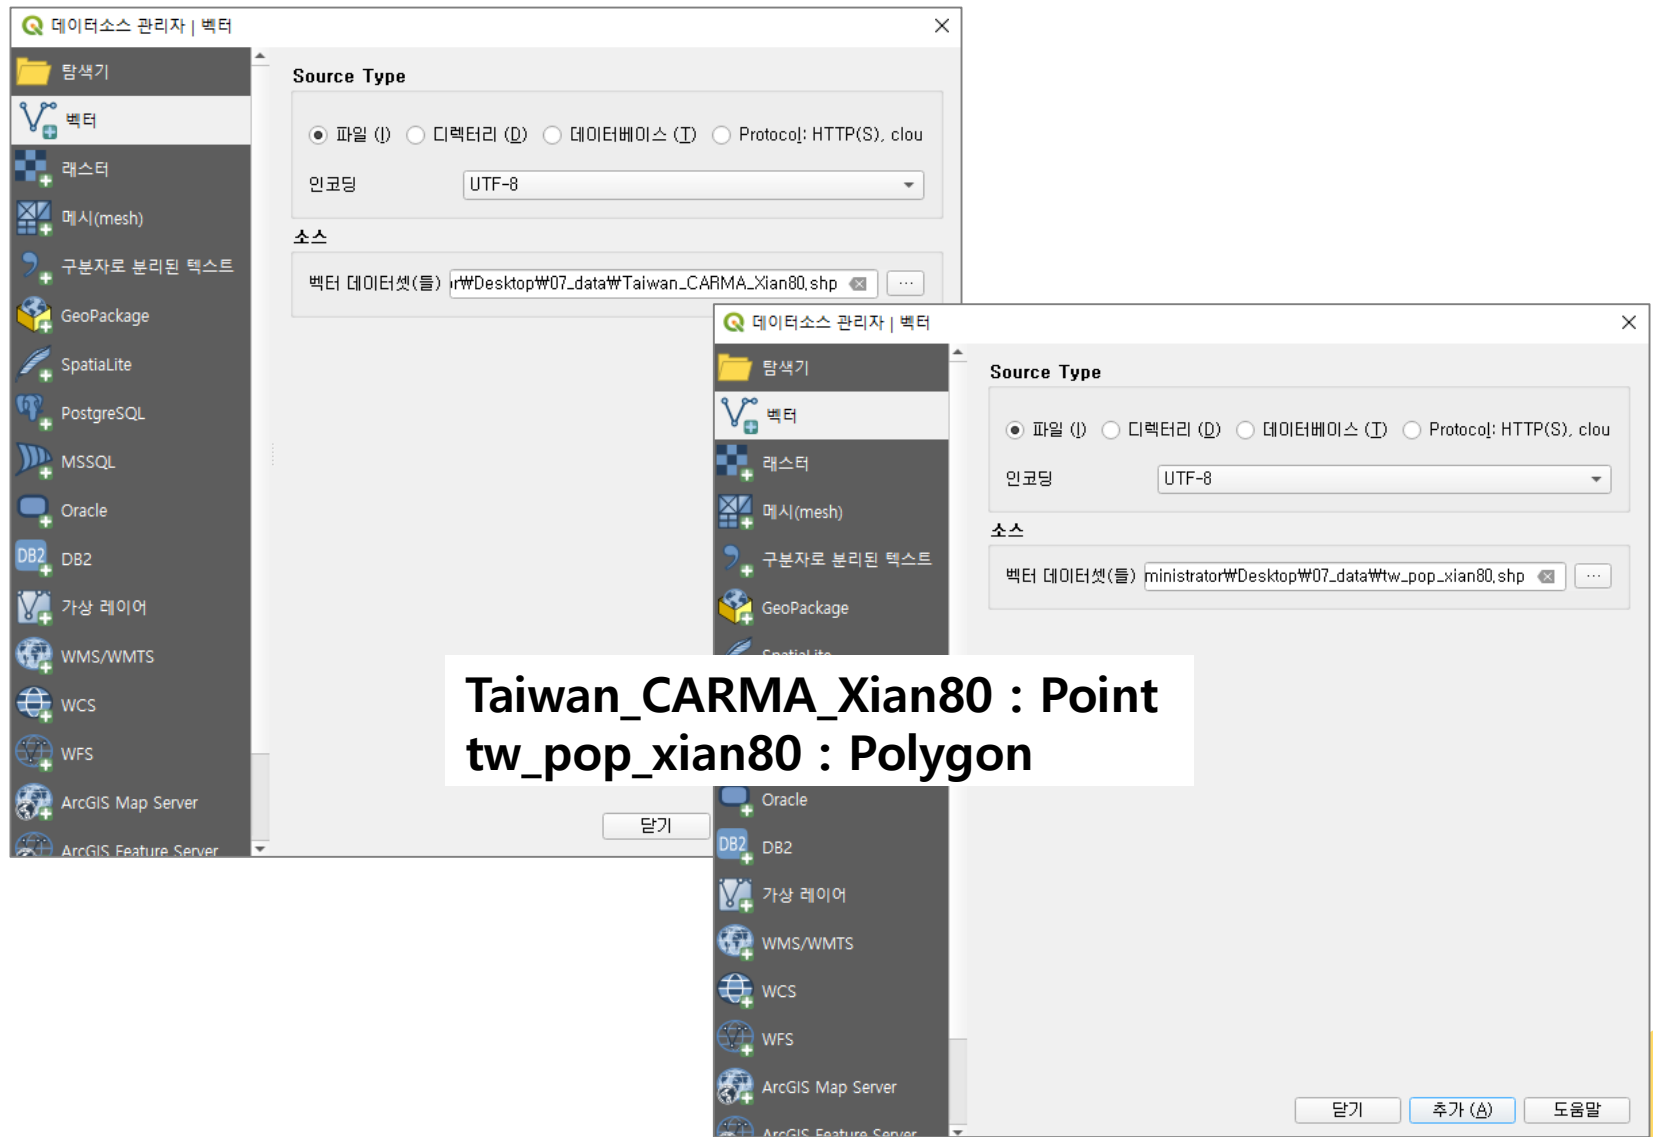 데이터소스 관리자 | 벡터
탐색기
벡터
래스터
메시(mesh)
구분자로 분리된 텍스트
GeoPackage
SpatiaLite
PostgreSQL
MSSQL
Oracle
DB2
DB2
가상 레이어
WMS/WMTS
WCS
WFS
ArcGIS Map Server
ArcGIS Feature Server
Source Type
파일 (I) 디렉터리 (D) 데이터베이스 (T) Protocol: HTTP(S), clou
인코딩 UTF-8
소스
벡터 데이터셋(들) r₩Desktop₩07_data₩Taiwan_CARMA_Xian80.shp ...
닫기
데이터소스 관리자 | 벡터
탐색기
벡터
래스터
메시(mesh)
구분자로 분리된 텍스트
GeoPackage
SpatiaLite
Oracle
DB2
DB2
가상 레이어
WMS/WMTS
WCS
WFS
ArcGIS Map Server
ArcGIS Feature Server
Source Type
파일 (I) 디렉터리 (D) 데이터베이스 (T) Protocol: HTTP(S), clou
인코딩 UTF-8
소스
벡터 데이터셋(들) ministrator₩Desktop₩07_data₩tw_pop_xian80.shp ...
닫기 추가 (A) 도움말
Taiwan_CARMA_Xian80 : Point
tw_pop_xian80 : Polygon